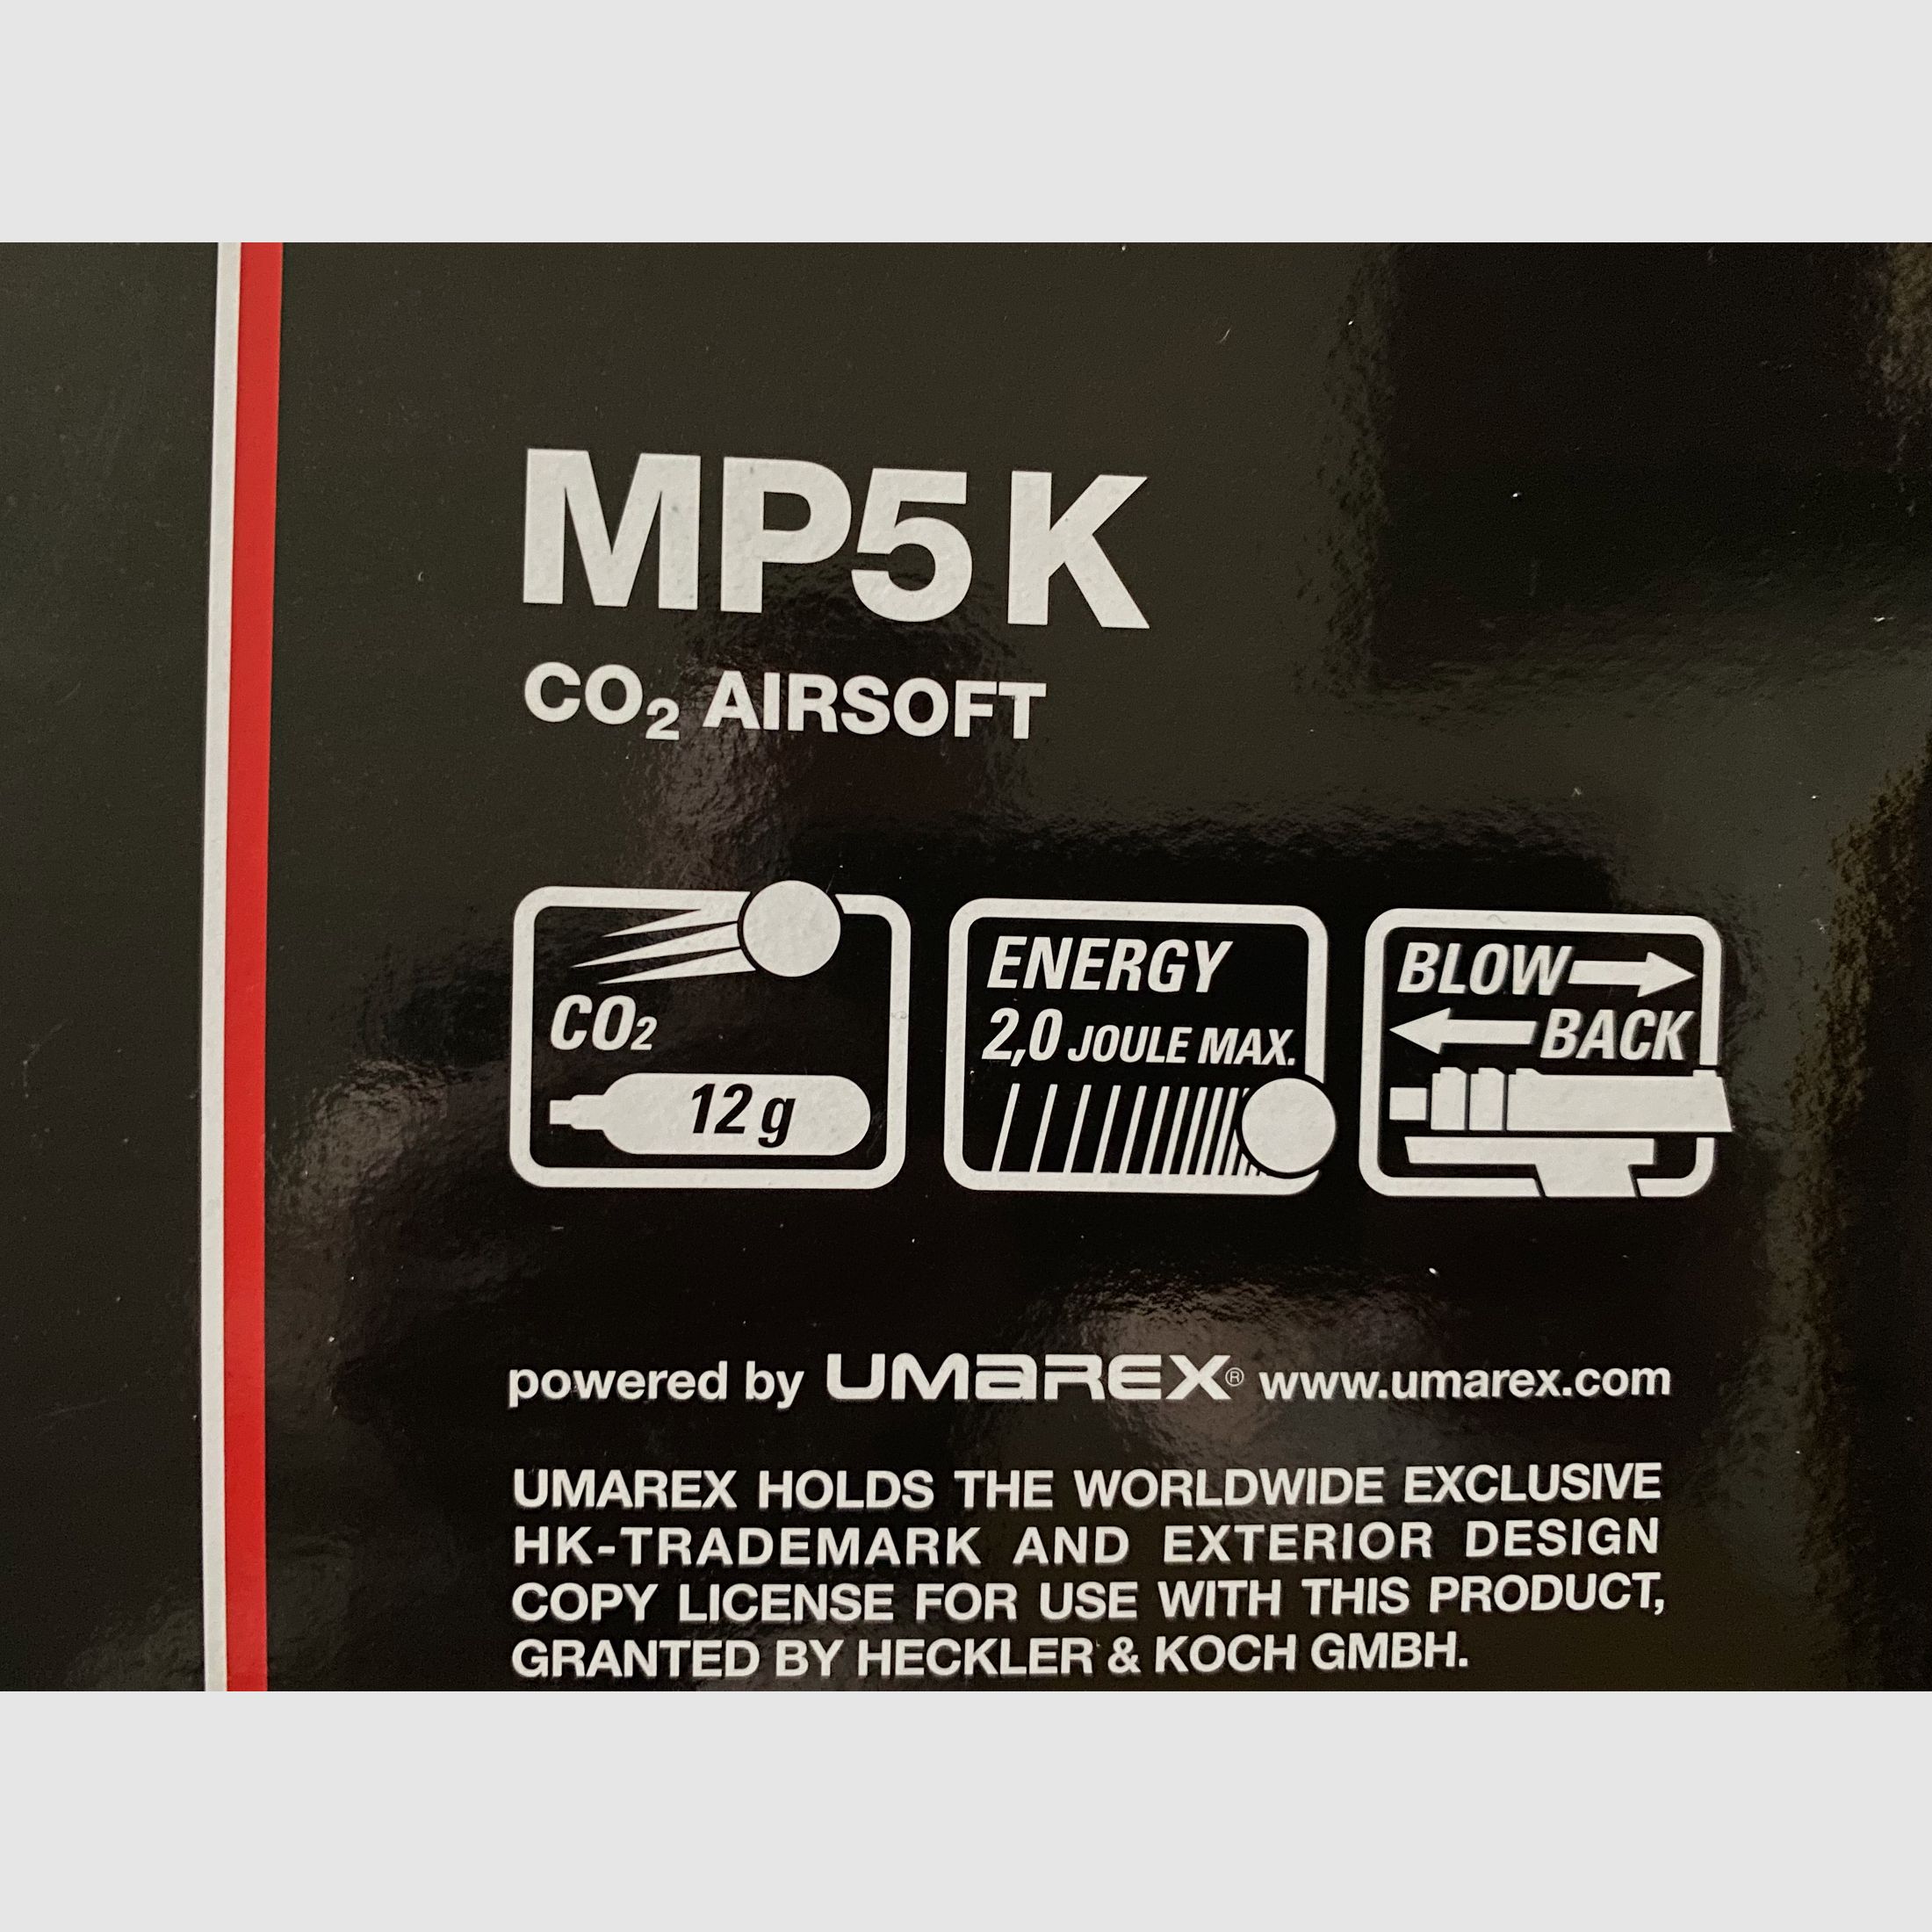 MP5 K
CO₂ AIRSOFT
CO₂
12 g
ENERGY
2,0 JOULE MAX.
BLOW
BACK
powered by UMAREX® www.umarex.com
UMAREX HOLDS THE WORLDWIDE EXCLUSIVE
HK-TRADEMARK AND EXTERIOR DESIGN
COPY LICENSE FOR USE WITH THIS PRODUCT,
GRANTED BY HECKLER & KOCH GMBH.